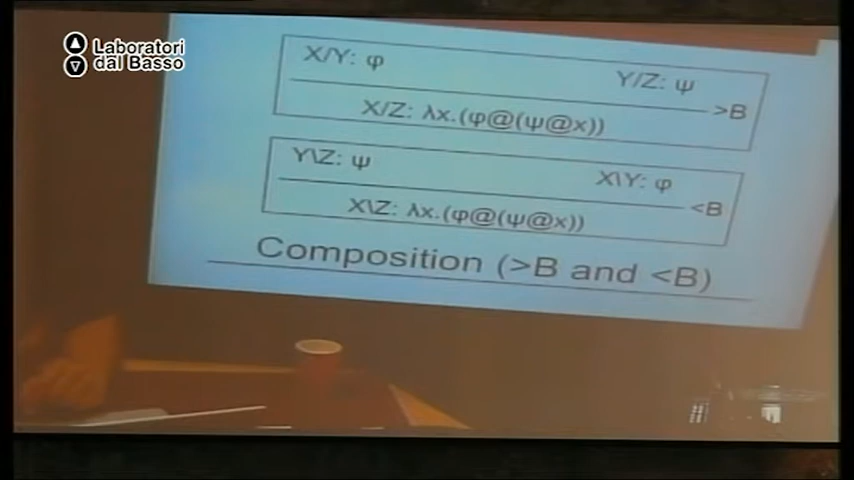 Laboratori
dal Basso
X/Y: φ
Y/Z: ψ
>B
X/Z: λx.(φ@(ψ@x))
Y\Z: ψ
X\Y: φ
<B
X\Z: λx.(φ@(ψ@x))
Composition (>B and <B)